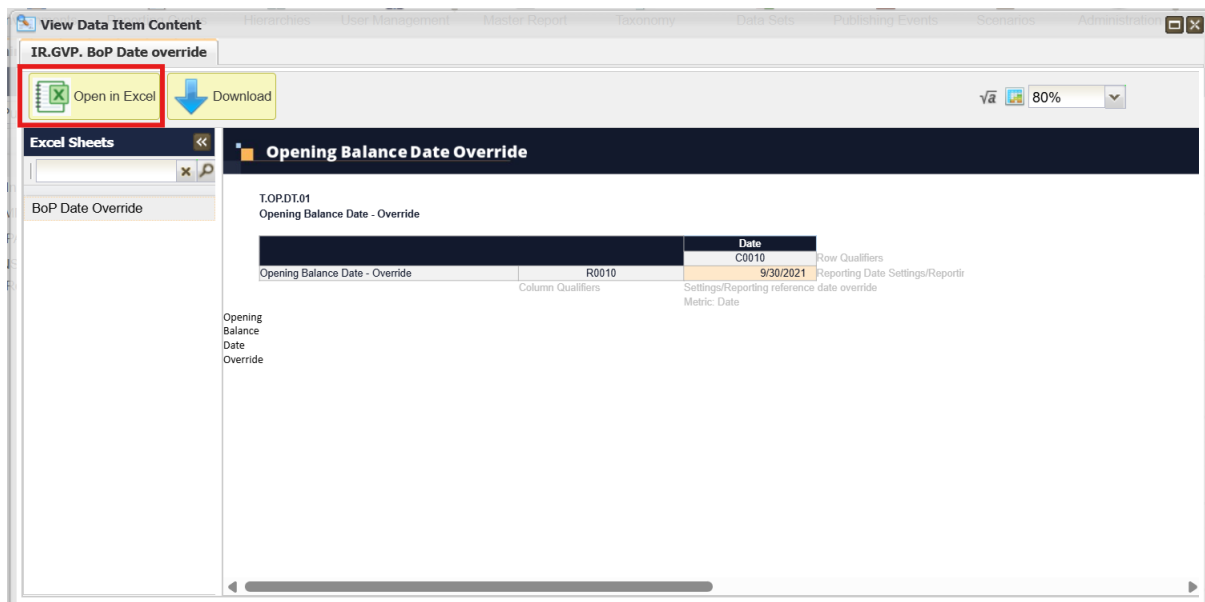 View Data Item Content
Hierarchies User Management Master Report Taxonomy Data Sets Publishing Events Scenarios Administration
IR.GVP. BoP Date override
Open in Excel Download
√a 80%
Excel Sheets
Opening Balance Date Override
BoP Date Override
T.OP.DT.01
Opening Balance Date - Override
Date
C0010 Row Qualifiers
Opening Balance Date - Override R0010 9/30/2021 Reporting Date Settings/Reportin
Column Qualifiers Settings/Reporting reference date override
Metric: Date
Opening
Balance
Date
Override